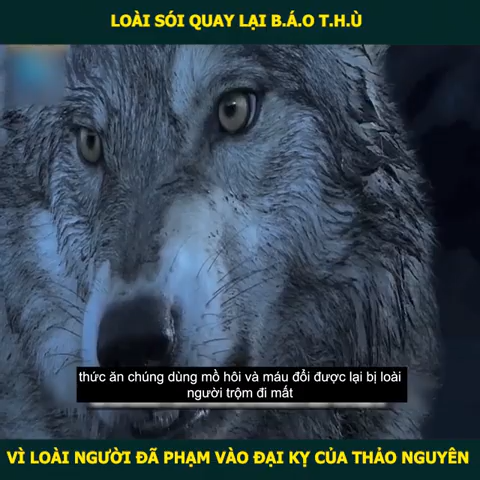 LOÀI SÓI QUAY LẠI B.Á.O T.H.Ù
thức ăn chúng dùng mồ hôi và máu đổi được lại bị loài
người trộm đi mất
VÌ LOÀI NGƯỜI ĐÃ PHẠM VÀO ĐẠI KỴ CỦA THẢO NGUYÊN